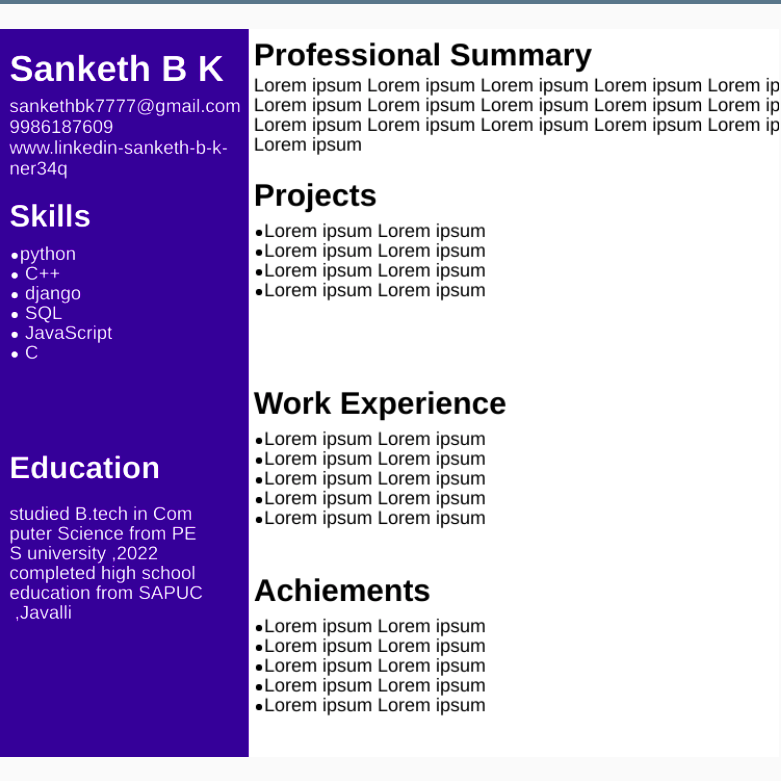 Sanketh B K
sankethbk7777@gmail.com
9986187609
www.linkedin-sanketh-b-k-
ner34q
Skills
•python
• C++
• django
• SQL
• JavaScript
• C
Education
studied B.tech in Com
puter Science from PE
S university ,2022
completed high school
education from SAPUC
,Javalli
Professional Summary
Lorem ipsum Lorem ipsum Lorem ipsum Lorem ipsum Lorem ip
Lorem ipsum Lorem ipsum Lorem ipsum Lorem ipsum Lorem ip
Lorem ipsum Lorem ipsum Lorem ipsum Lorem ipsum Lorem ip
Lorem ipsum
Projects
•Lorem ipsum Lorem ipsum
•Lorem ipsum Lorem ipsum
•Lorem ipsum Lorem ipsum
•Lorem ipsum Lorem ipsum
Work Experience
•Lorem ipsum Lorem ipsum
•Lorem ipsum Lorem ipsum
•Lorem ipsum Lorem ipsum
•Lorem ipsum Lorem ipsum
•Lorem ipsum Lorem ipsum
Achiements
•Lorem ipsum Lorem ipsum
•Lorem ipsum Lorem ipsum
•Lorem ipsum Lorem ipsum
•Lorem ipsum Lorem ipsum
•Lorem ipsum Lorem ipsum